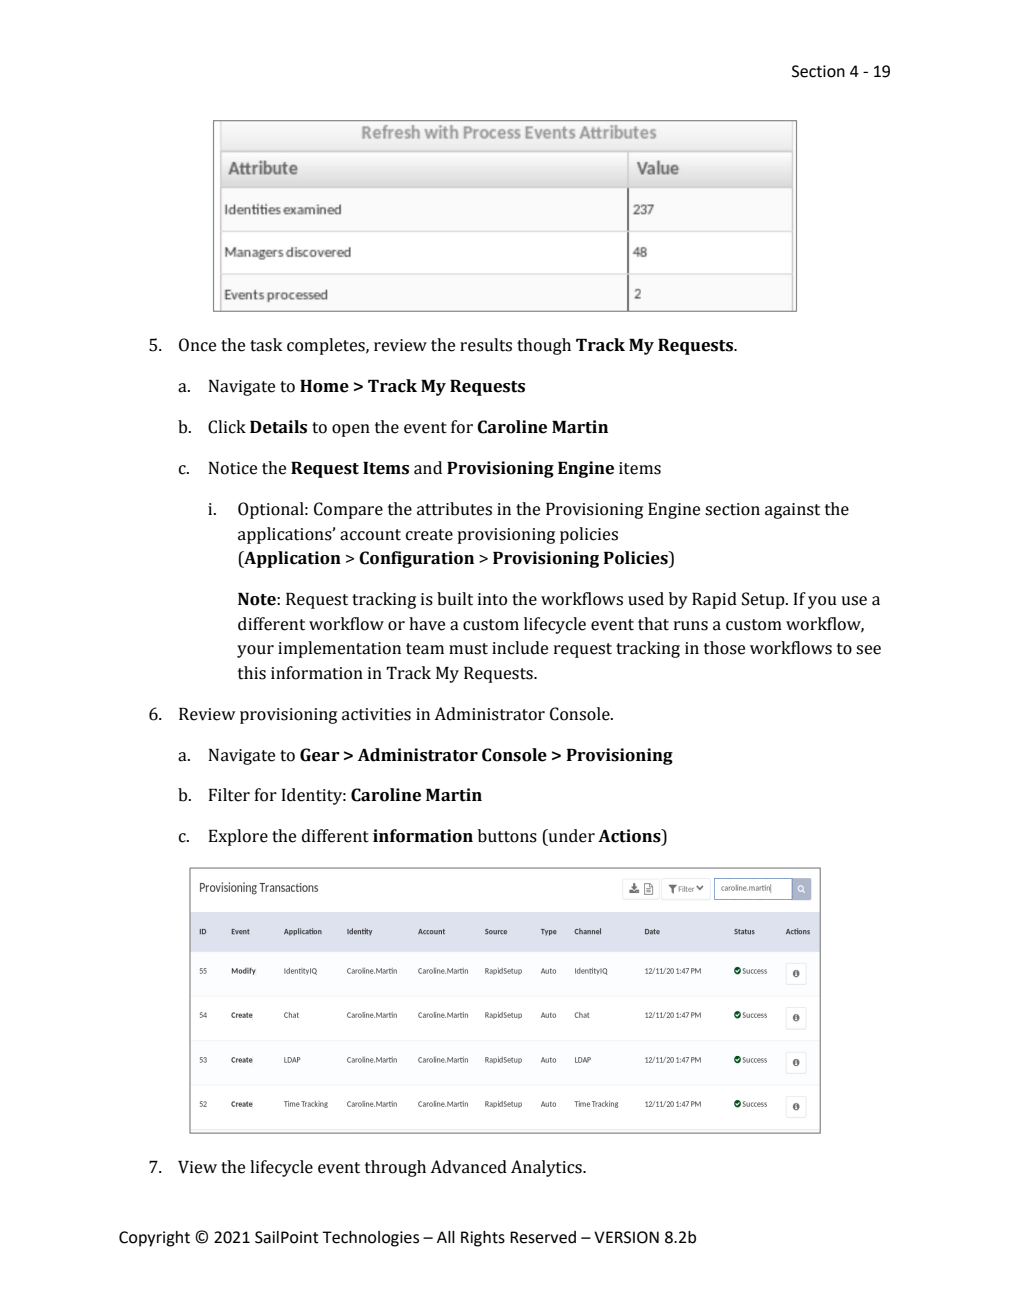 Section 4 - 19
Refresh with Process Events Attributes
Attribute Value
Identities examined 237
Managers discovered 48
Events processed 2
5. Once the task completes, review the results though Track My Requests.
a. Navigate to Home > Track My Requests
b. Click Details to open the event for Caroline Martin
c. Notice the Request Items and Provisioning Engine items
i. Optional: Compare the attributes in the Provisioning Engine section against the
applications’ account create provisioning policies
(Application > Configuration > Provisioning Policies)
Note: Request tracking is built into the workflows used by Rapid Setup. If you use a
different workflow or have a custom lifecycle event that runs a custom workflow,
your implementation team must include request tracking in those workflows to see
this information in Track My Requests.
6. Review provisioning activities in Administrator Console.
a. Navigate to Gear > Administrator Console > Provisioning
b. Filter for Identity: Caroline Martin
c. Explore the different information buttons (under Actions)
Provisioning Transactions Filter caroline.martin
ID Event Application Identity Account Source Type Channel Date Status Actions
55 Modify IdentityIQ Caroline.Martin Caroline.Martin RapidSetup Auto IdentityIQ 12/11/20 1:47 PM Success
54 Create Chat Caroline.Martin Caroline.Martin RapidSetup Auto Chat 12/11/20 1:47 PM Success
53 Create LDAP Caroline.Martin Caroline.Martin RapidSetup Auto LDAP 12/11/20 1:47 PM Success
52 Create Time Tracking Caroline.Martin Caroline.Martin RapidSetup Auto Time Tracking 12/11/20 1:47 PM Success
7. View the lifecycle event through Advanced Analytics.
Copyright © 2021 SailPoint Technologies – All Rights Reserved – VERSION 8.2b